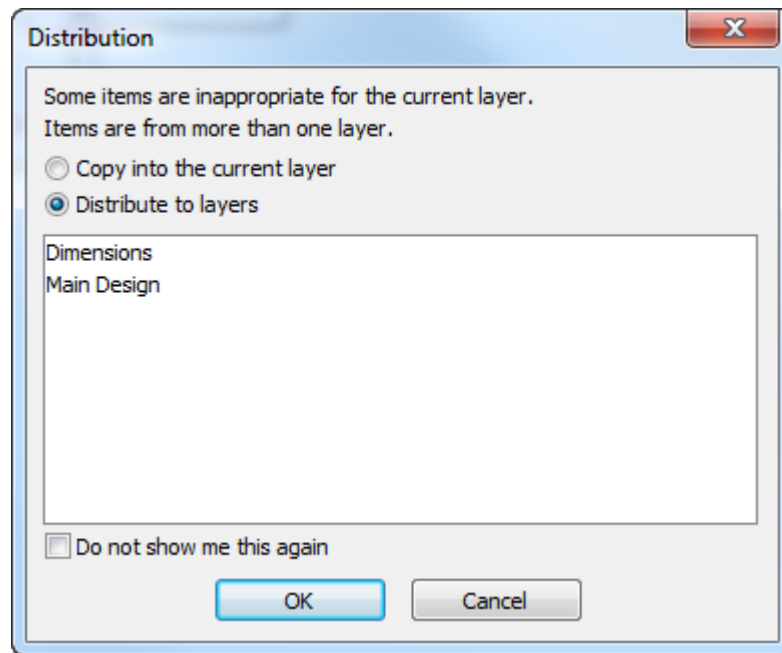 Distribution
Some items are inappropriate for the current layer.
Items are from more than one layer.
Copy into the current layer
Distribute to layers
Dimensions
Main Design
Do not show me this again
OK
Cancel